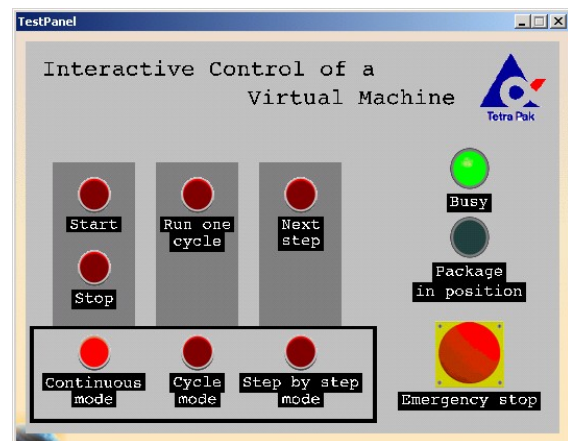 TestPanel
Interactive Control of a
Virtual Machine
Tetra Pak
Start
Run one
cycle
Next
step
Stop
Busy
Package
in position
Continuous
mode
Cycle
mode
Step by step
mode
Emergency stop